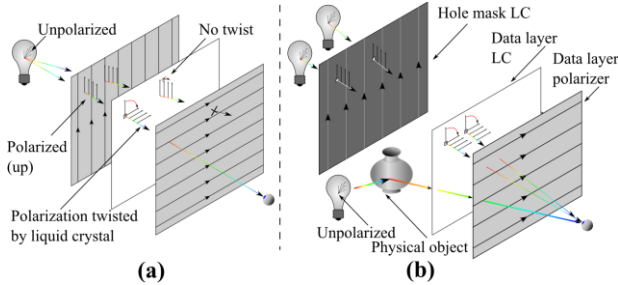 Unpolarized
No twist
Polarized
(up)
Polarization twisted
by liquid crystal
(a)
(b)
Hole mask LC
Data layer
LC
Data layer
polarizer
Unpolarized
Physical object